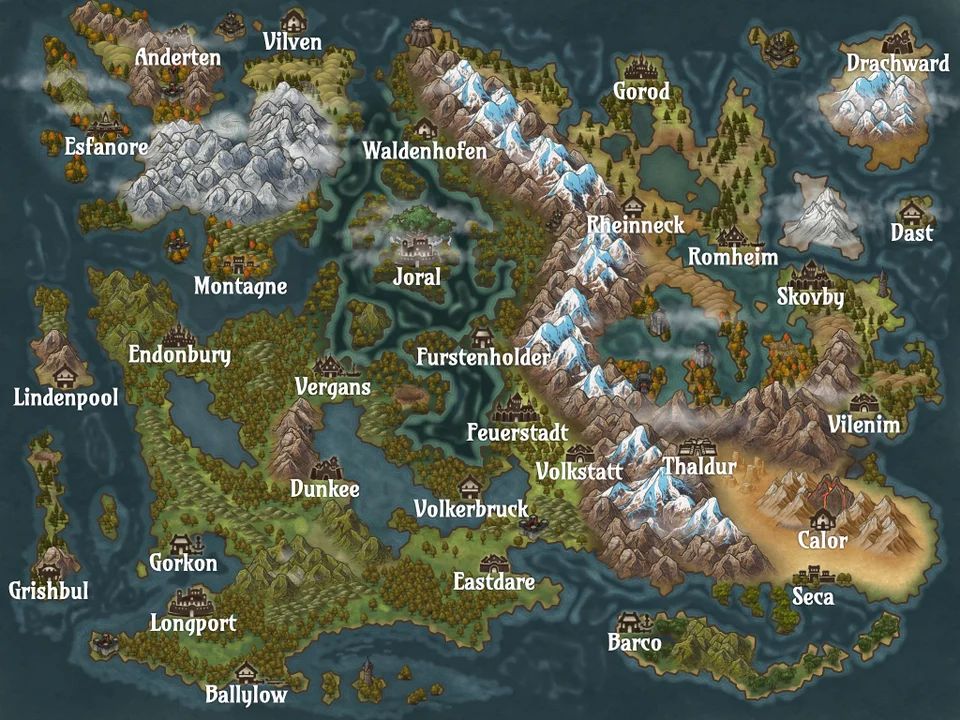 Vilven
Anderten
Drachward
Gorod
Esfanore
Waldenhofen
Rheinneck
Dast
Romheim
Joral
Montagne
Skovby
Endonbury
Furstenholder
Vergans
Lindenpool
Vilenim
Feuerstadt
Thaldur
Volkstatt
Dunkee
Volkerbruck
Calor
Gorkon
Eastdare
Grishbul
Seca
Longport
Barco
Ballylow